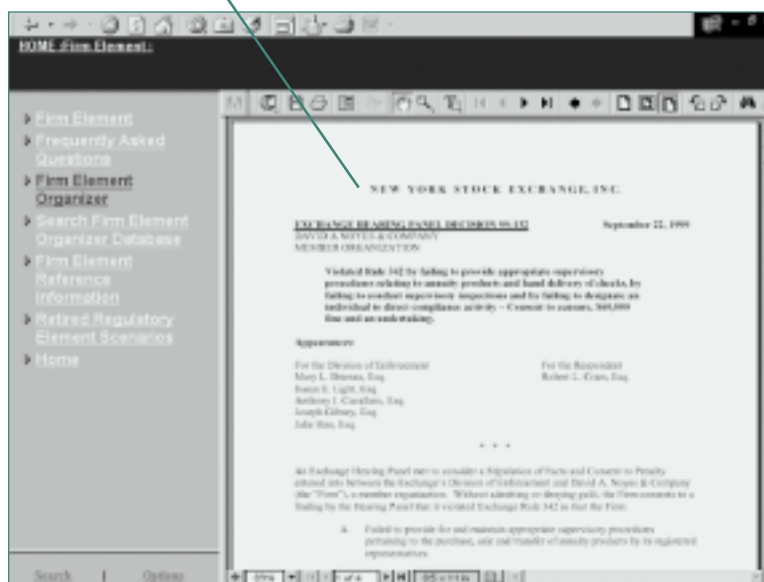 HOME :Firm Element:
Firm Element
Frequently Asked
Questions
Firm Element
Organizer
Search Firm Element
Organizer Database
Firm Element
Reference
Information
Retired Regulatory
Element Scenarios
Home
Search | Options
NEW YORK STOCK EXCHANGE, INC.
EXCHANGE HEARING PANEL DECISION 99-132 September 22, 1999
DAVID A. NOYES & COMPANY
MEMBER ORGANIZATION
Violated Rule 342 by failing to provide appropriate supervisory
procedures relating to annuity products and hand delivery of checks, by
failing to conduct supervisory inspections and by failing to designate an
individual to direct compliance activity – Consent to censure,
fine and an undertaking.
Appearances:
For the Division of Enforcement For the Respondent
Mary L. Esq. Robert L. Esq.
Susan E. Light, Esq.
Anthony J. Cavallaro, Esq.
Joseph Esq.
Julie Esq.
* * *
An Exchange Hearing Panel met to consider a Stipulation of Facts and Consent to Penalty
entered into between the Exchange's Division of Enforcement and David A. Noyes & Company
(the "Firm"), a member organization. Without admitting or denying guilt, the Firm consents to a
finding by the Hearing Panel that it violated Exchange Rule 342 in that the Firm:
Failed to provide for and maintain appropriate supervisory procedures
pertaining to the purchase, sale and transfer of annuity products by its registered
representatives.